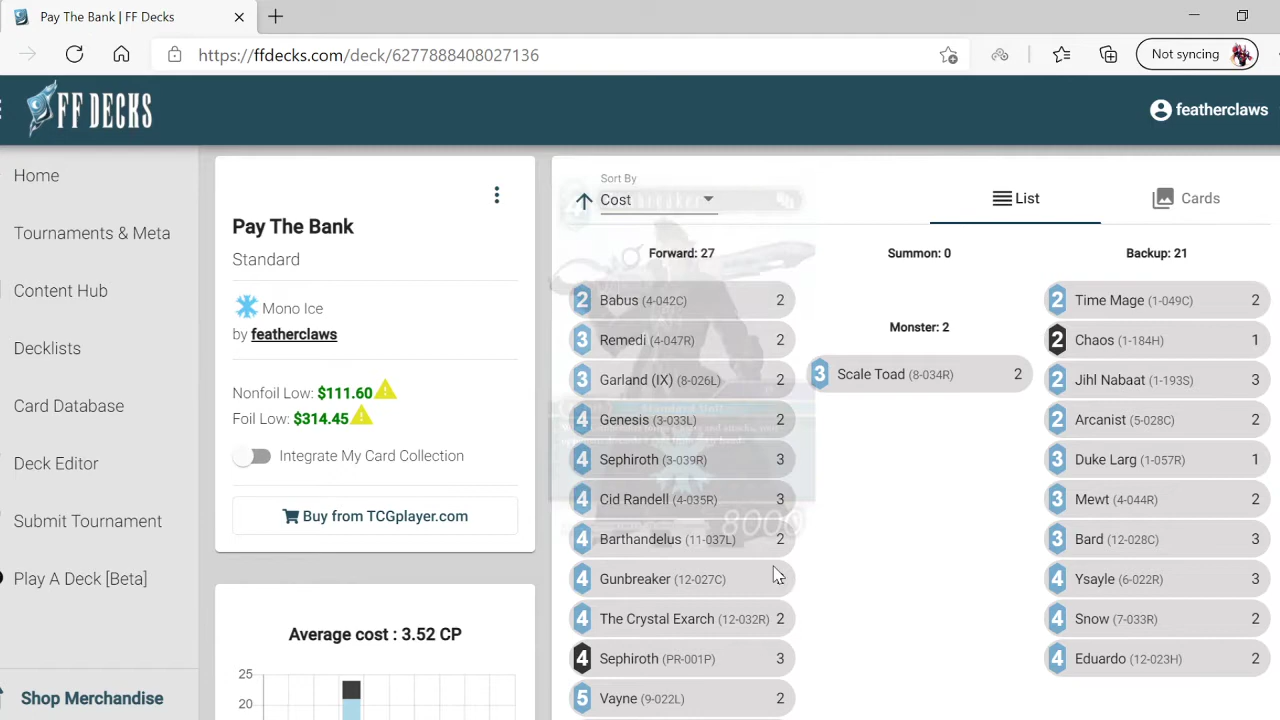 Pay The Bank | FF Decks
https://ffdecks.com/deck/6277888408027136
Not syncing
FF DECKS
featherclaws
Home
Tournaments & Meta
Content Hub
Decklists
Card Database
Deck Editor
Submit Tournament
Play A Deck [Beta]
Shop Merchandise
Pay The Bank
Standard
Mono Ice
by featherclaws
Nonfoil Low: $111.60
Foil Low: $314.45
Integrate My Card Collection
Buy from TCGplayer.com
Average cost : 3.52 CP
25
20
Sort By
Cost
List
Cards
Forward: 27
2 Babus (4-042C) 2
3 Remedi (4-047R) 2
3 Garland (IX) (8-026L) 2
4 Genesis (3-033L) 2
4 Sephiroth (3-039R) 3
4 Cid Randell (4-035R) 3
4 Barthandelus (11-037L) 2
4 Gunbreaker (12-027C)
4 The Crystal Exarch (12-032R) 2
4 Sephiroth (PR-001P) 3
5 Vayne (9-022L) 2
8000
Summon: 0
Monster: 2
3 Scale Toad (8-034R) 2
Backup: 21
2 Time Mage (1-049C) 2
2 Chaos (1-184H) 1
2 Jihl Nabaat (1-193S) 3
2 Arcanist (5-028C) 2
3 Duke Larg (1-057R) 1
3 Mewt (4-044R) 2
3 Bard (12-028C) 3
4 Ysayle (6-022R) 3
4 Snow (7-033R) 2
4 Eduardo (12-023H) 2